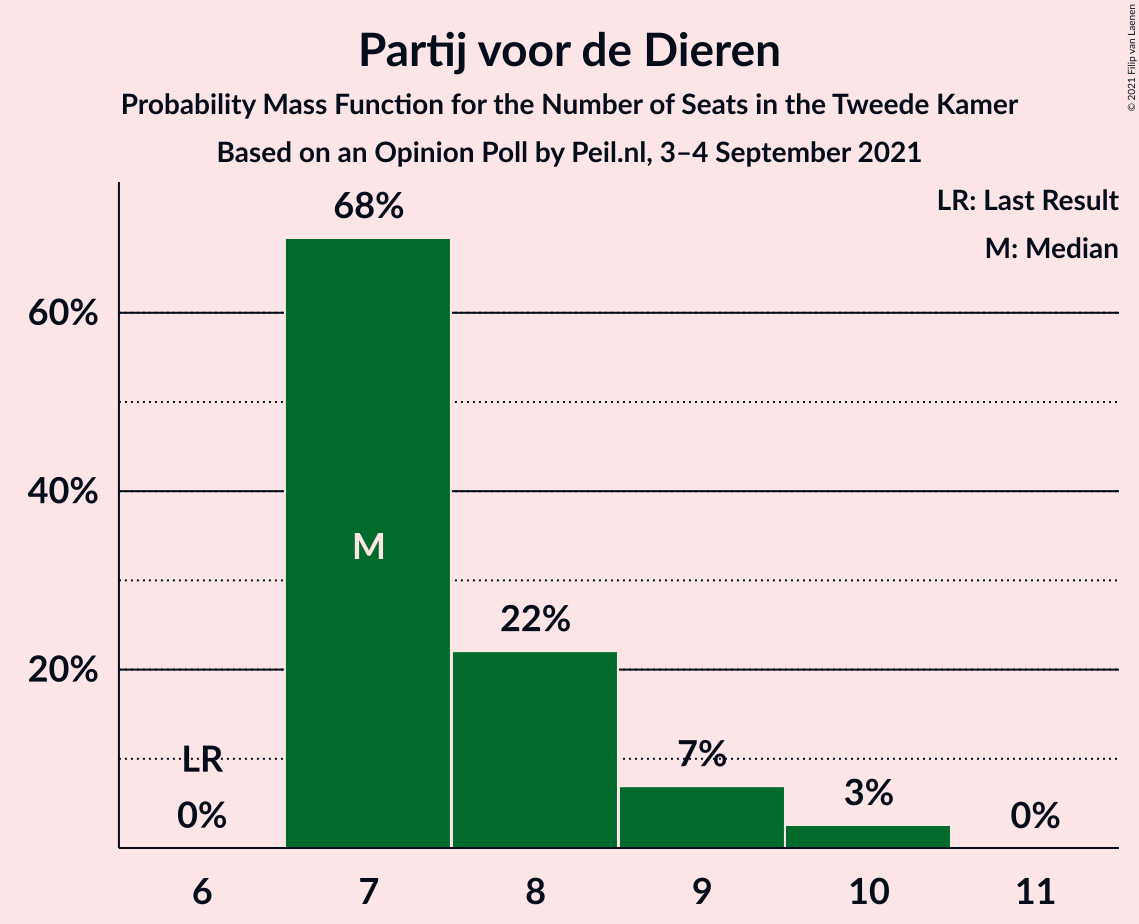 Partij voor de Dieren
Probability Mass Function for the Number of Seats in the Tweede Kamer
Based on an Opinion Poll by Peil.nl, 3–4 September 2021
© 2021 Filip van Laenen
LR: Last Result
M: Median
68%
60%
40%
M
22%
20%
LR
7%
3%
0%
0%
6 7 8 9 10 11